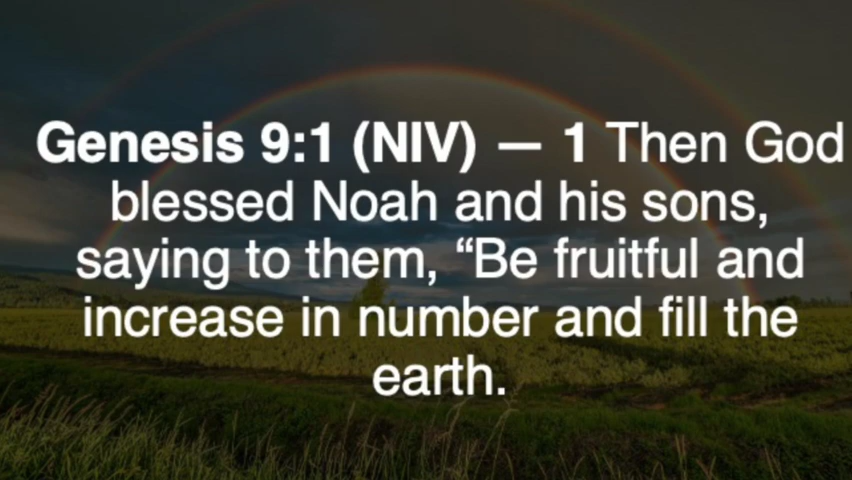 Genesis 9:1 (NIV) — 1 Then God
blessed Noah and his sons,
saying to them, “Be fruitful and
increase in number and fill the
earth.